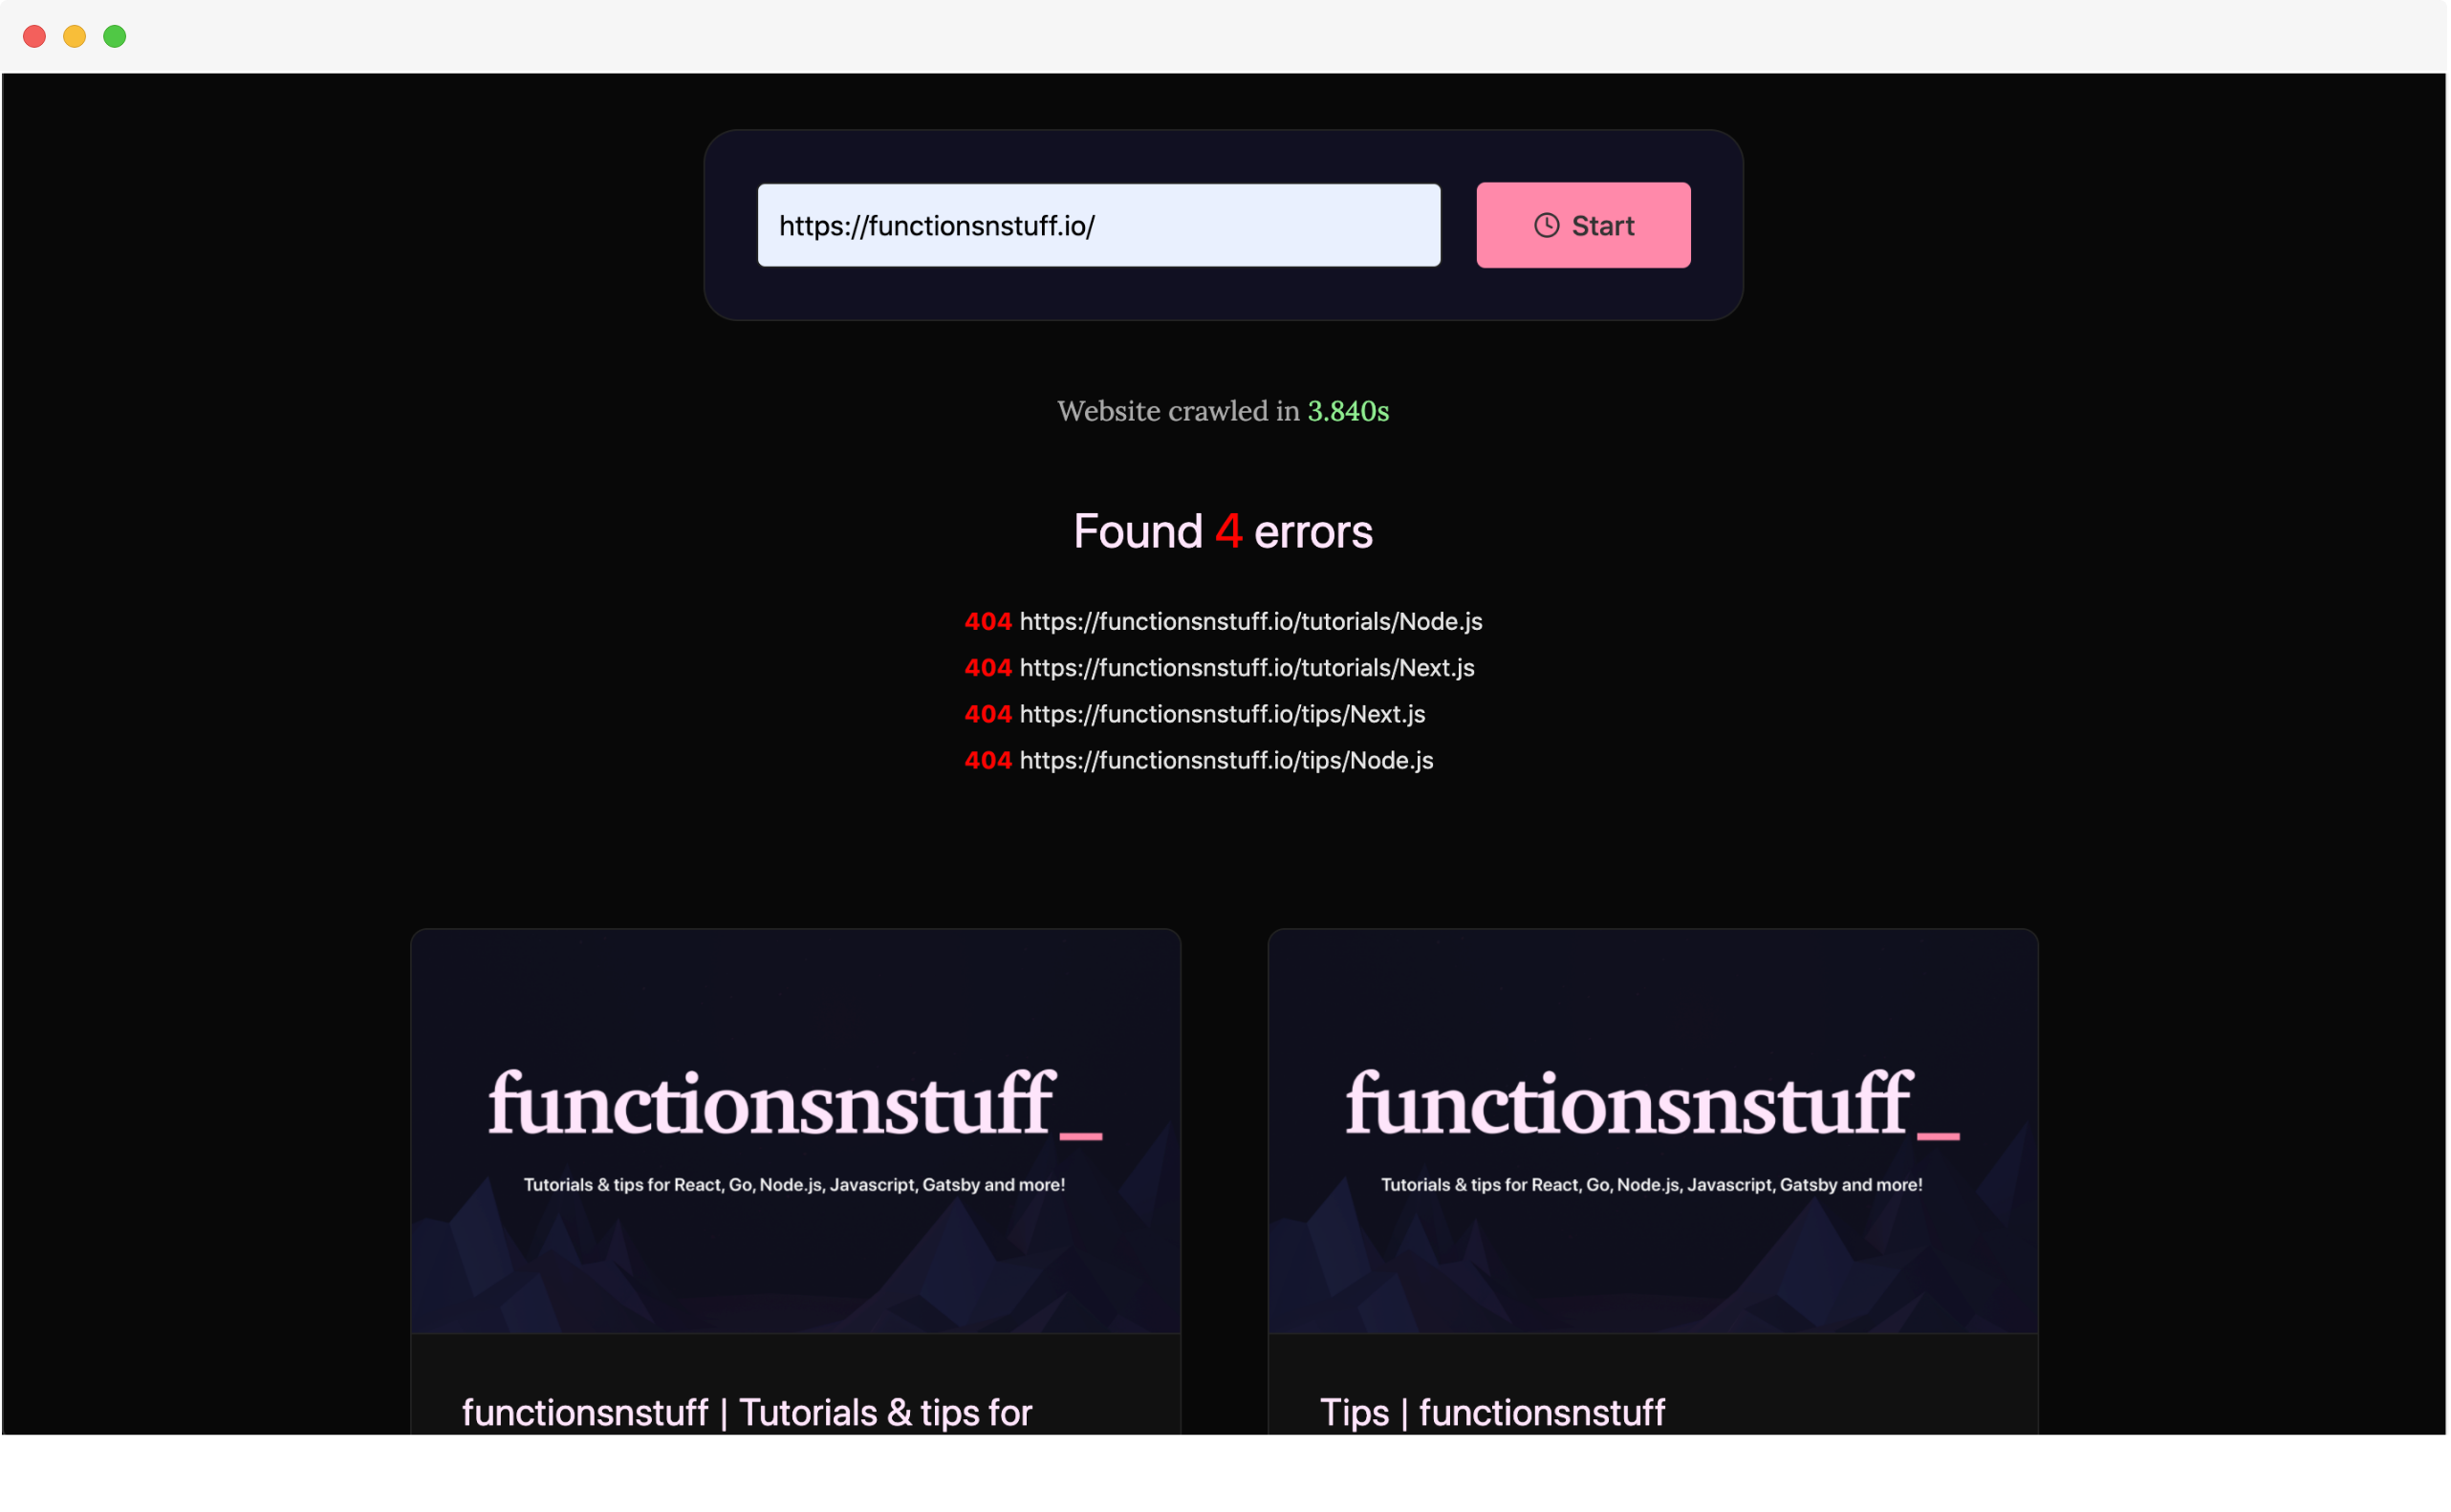 https://functionsnstuff.io/
Start
Website crawled in 3.840s
Found 4 errors
404 https://functionsnstuff.io/tutorials/Node.js
404 https://functionsnstuff.io/tutorials/Next.js
404 https://functionsnstuff.io/tips/Next.js
404 https://functionsnstuff.io/tips/Node.js
functionsnstuff_
Tutorials & tips for React, Go, Node.js, Javascript, Gatsby and more!
functionsnstuff | Tutorials & tips for
functionsnstuff_
Tutorials & tips for React, Go, Node.js, Javascript, Gatsby and more!
Tips | functionsnstuff